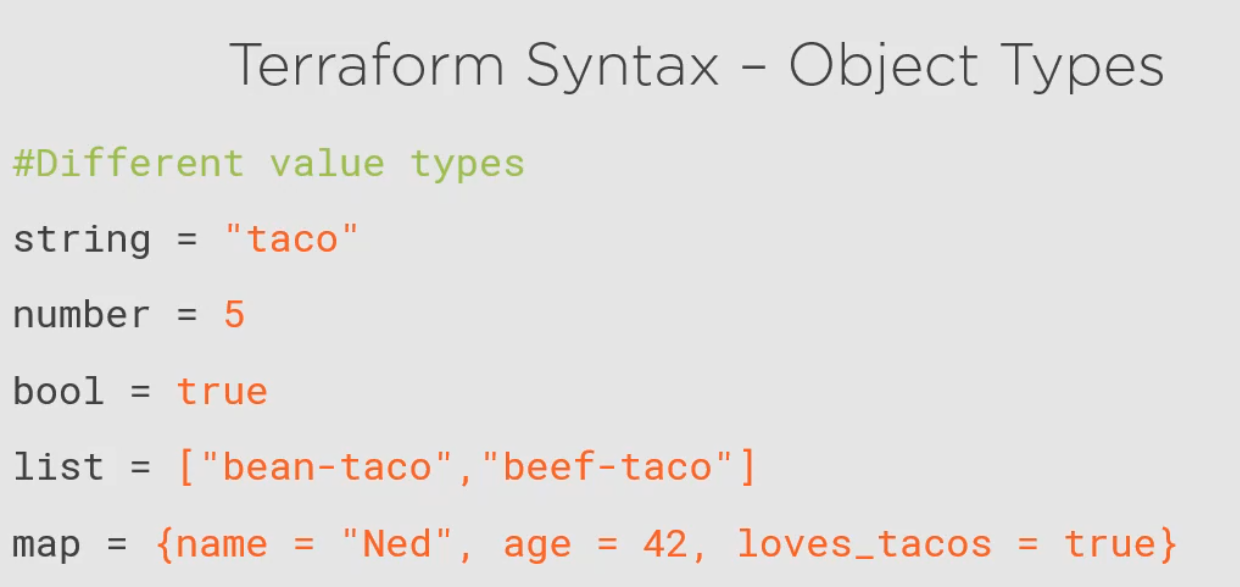 Terraform Syntax – Object Types
#Different value types
string = "taco"
number = 5
bool = true
list = ["bean-taco","beef-taco"]
map = {name = "Ned", age = 42, loves_tacos = true}